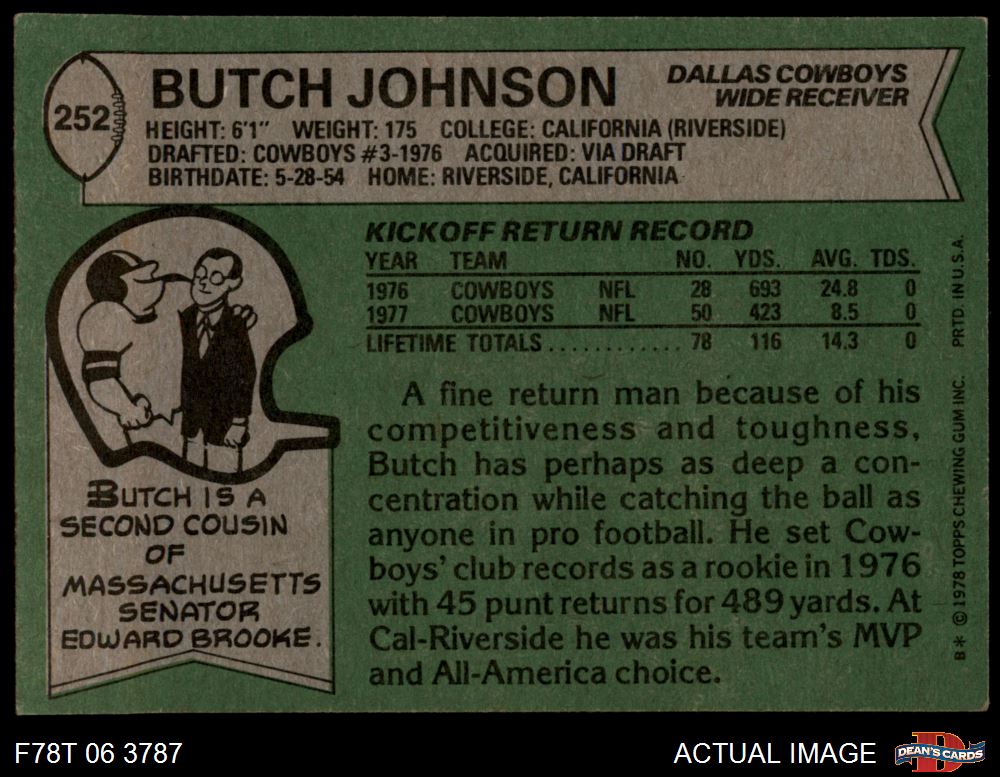 252
BUTCH JOHNSON
DALLAS COWBOYS
WIDE RECEIVER
HEIGHT: 6'1" WEIGHT: 175 COLLEGE: CALIFORNIA (RIVERSIDE)
DRAFTED: COWBOYS #3-1976 ACQUIRED: VIA DRAFT
BIRTHDATE: 5-28-54 HOME: RIVERSIDE, CALIFORNIA
KICKOFF RETURN RECORD
YEAR TEAM NO. YDS. AVG. TDS.
1976 COWBOYS NFL 28 693 24.8 0
1977 COWBOYS NFL 50 423 8.5 0
LIFETIME TOTALS............ 78 116 14.3 0
A fine return man because of his
competitiveness and toughness,
Butch has perhaps as deep a con-
centration while catching the ball as
anyone in pro football. He set Cow-
boys' club records as a rookie in 1976
with 45 punt returns for 489 yards. At
Cal-Riverside he was his team's MVP
and All-America choice.
BUTCH IS A
SECOND COUSIN
OF
MASSACHUSETTS
SENATOR
EDWARD BROOKE.
B* © 1978 TOPPS CHEWING GUM INC. PRTD. IN U.S.A.
F78T 06 3787
ACTUAL IMAGE
D
DEAN'S CARDS